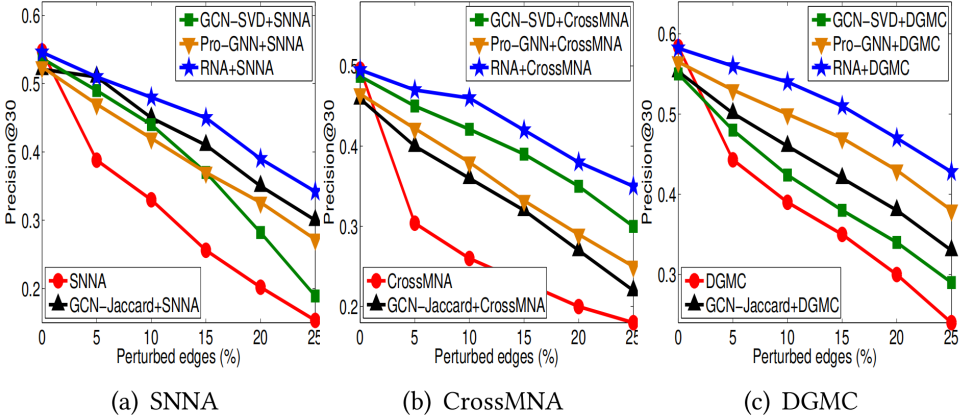 Precision@30
0.6
0.5
0.4
0.3
0.2
GCN-SVD+SNNA
Pro-GNN+SNNA
RNA+SNNA
SNNA
GCN-Jaccard+SNNA
0 5 10 15 20 25
Perturbed edges (%)
(a) SNNA
Precision@30
0.5
0.4
0.3
0.2
GCN-SVD+CrossMNA
Pro-GNN+CrossMNA
RNA+CrossMNA
CrossMNA
GCN-Jaccard+CrossMNA
0 5 10 15 20 25
Perturbed edges (%)
(b) CrossMNA
Precision@30
0.6
0.5
0.4
0.3
GCN-SVD+DGMC
Pro-GNN+DGMC
RNA+DGMC
DGMC
GCN-Jaccard+DGMC
0 5 10 15 20 25
Perturbed edges (%)
(c) DGMC